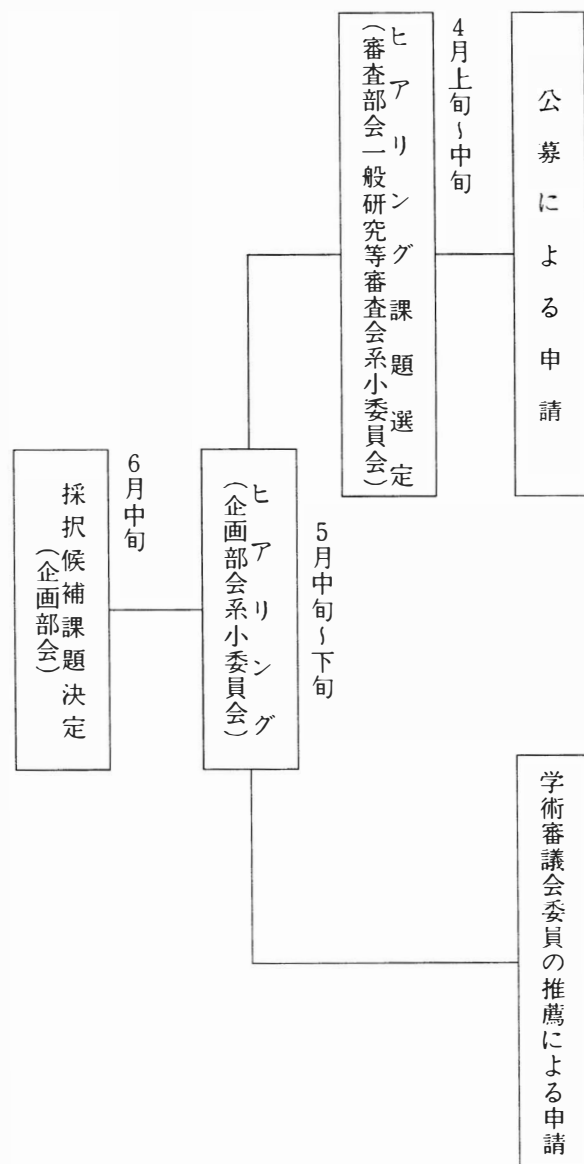 公募による申請
4月上旬~中旬
ヒアリング課題選定
(審査部会一般研究等審査会系小委員会)
学術審議会委員の推薦による申請
5月中旬~下旬
ヒアリング
(企画部会系小委員会)
6月中旬
採択候補課題決定
(企画部会)